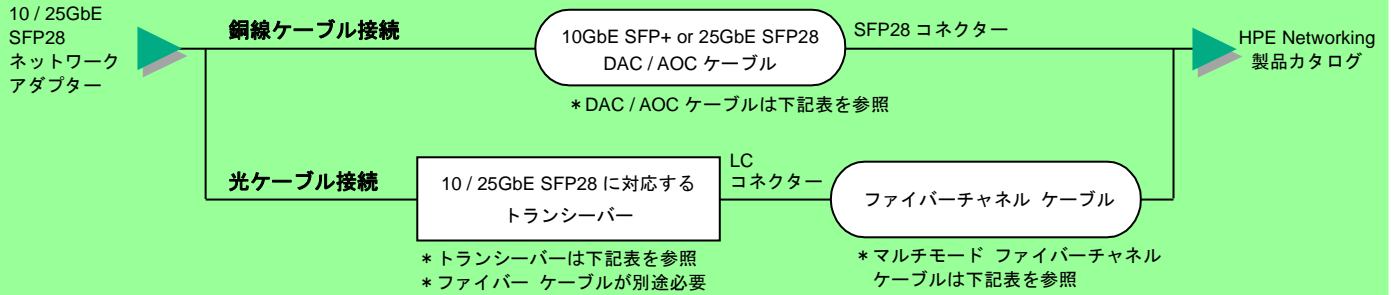 10 / 25GbE
SFP28
ネットワーク
アダプター
銅線ケーブル接続
10GbE SFP+ or 25GbE SFP28
DAC / AOC ケーブル
SFP28 コネクター
HPE Networking
製品カタログ
*DAC / AOC ケーブルは下記表を参照
光ケーブル接続
10 / 25GbE SFP28 に対応する
トランシーバー
LC
コネクター
ファイバーチャネル ケーブル
*トランシーバーは下記表を参照
*ファイバー ケーブルが別途必要
*マルチモード ファイバーチャネル
ケーブルは下記表を参照